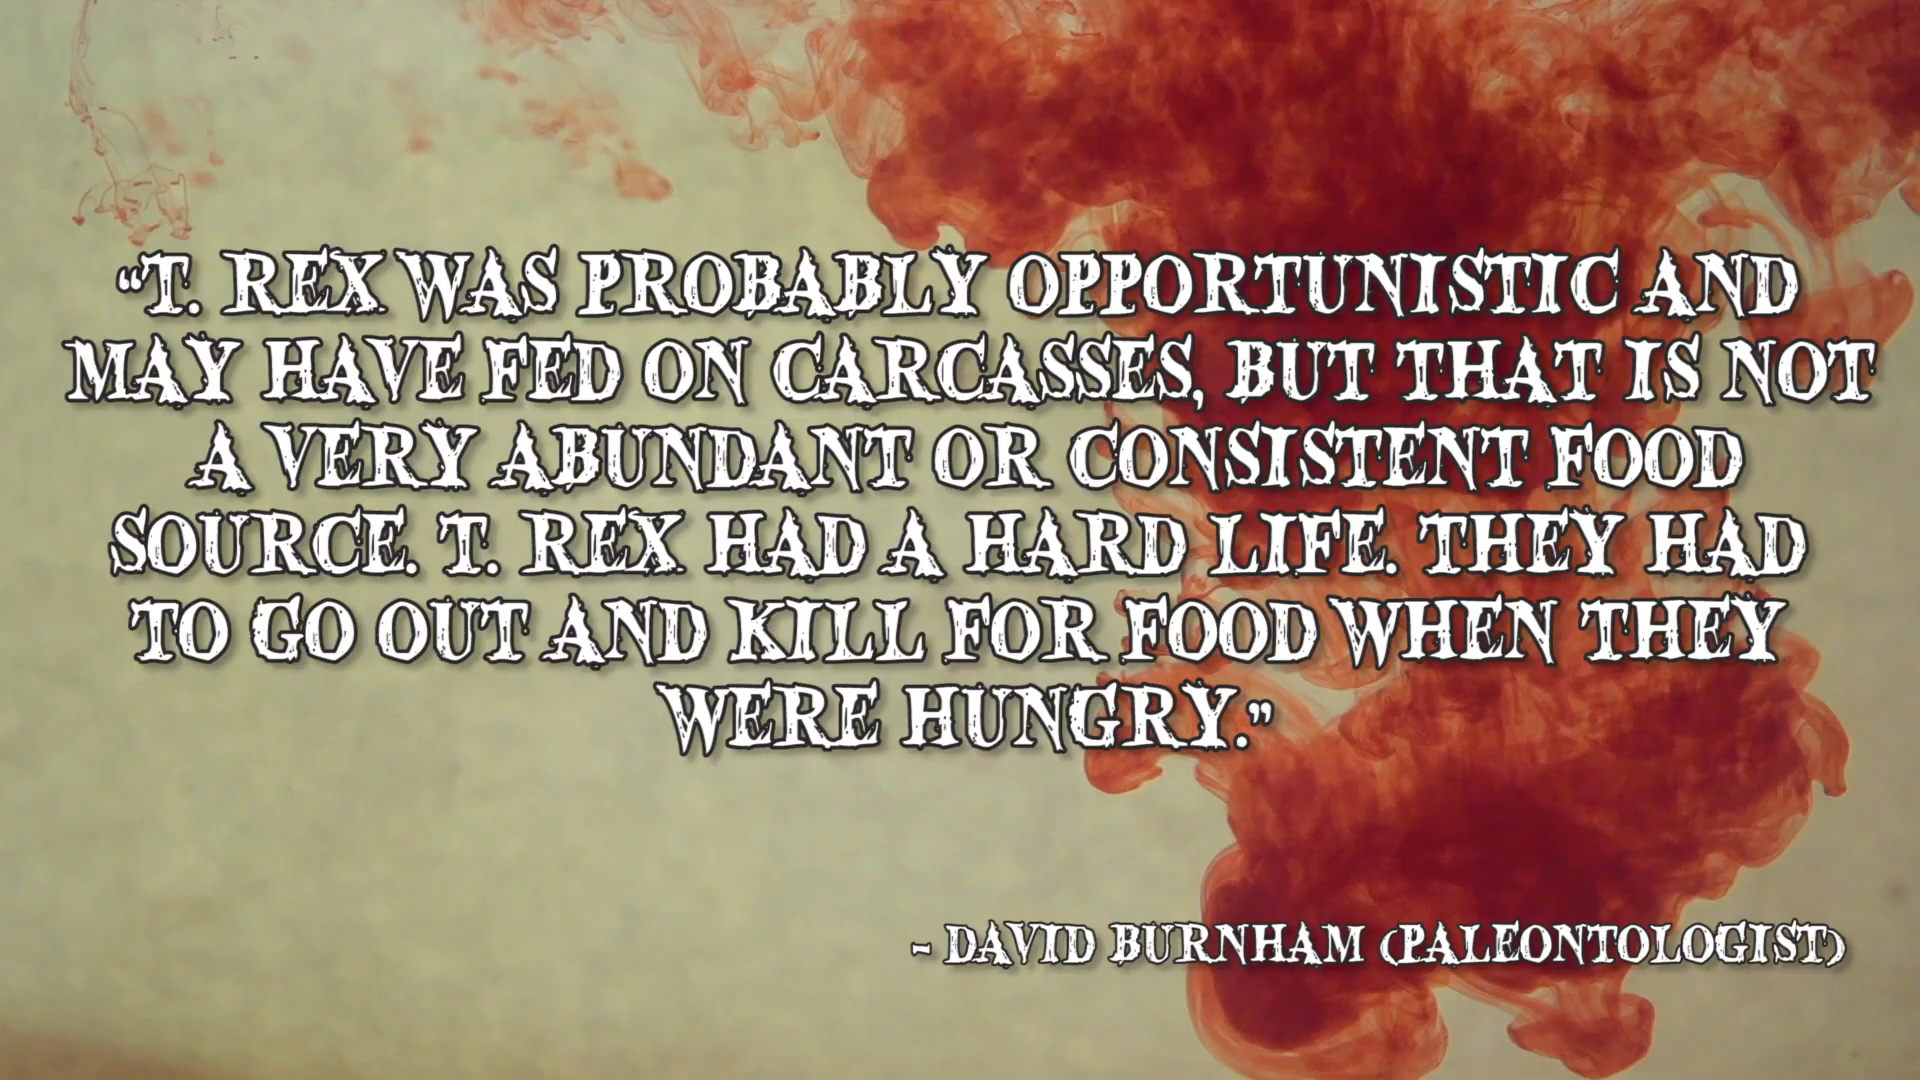 “T. REX WAS PROBABLY OPPORTUNISTIC AND
MAY HAVE FED ON CARCASSES, BUT THAT IS NOT
A VERY ABUNDANT OR CONSISTENT FOOD
SOURCE. T. REX HAD A HARD LIFE. THEY HAD
TO GO OUT AND KILL FOR FOOD WHEN THEY
WERE HUNGRY.”
- DAVID BURNHAM (PALEONTOLOGIST)